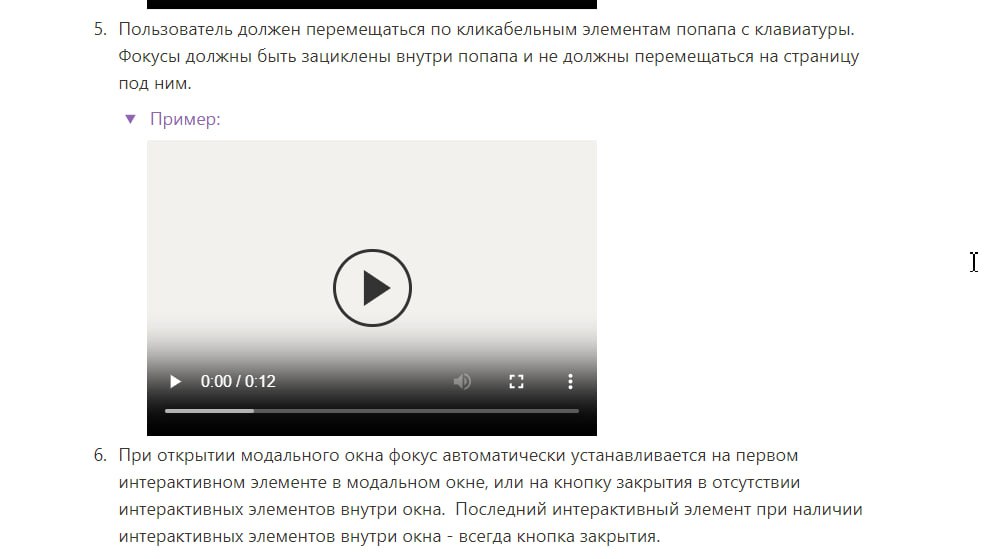 5. Пользователь должен перемещаться по кликабельным элементам попапа с клавиатуры.
Фокусы должны быть зациклены внутри попапа и не должны перемещаться на страницу
под ним.
Пример:
0:00 / 0:12
6. При открытии модального окна фокус автоматически устанавливается на первом
интерактивном элементе в модальном окне, или на кнопку закрытия в отсутствии
интерактивных элементов внутри окна. Последний интерактивный элемент при наличии
интерактивных элементов внутри окна - всегда кнопка закрытия.